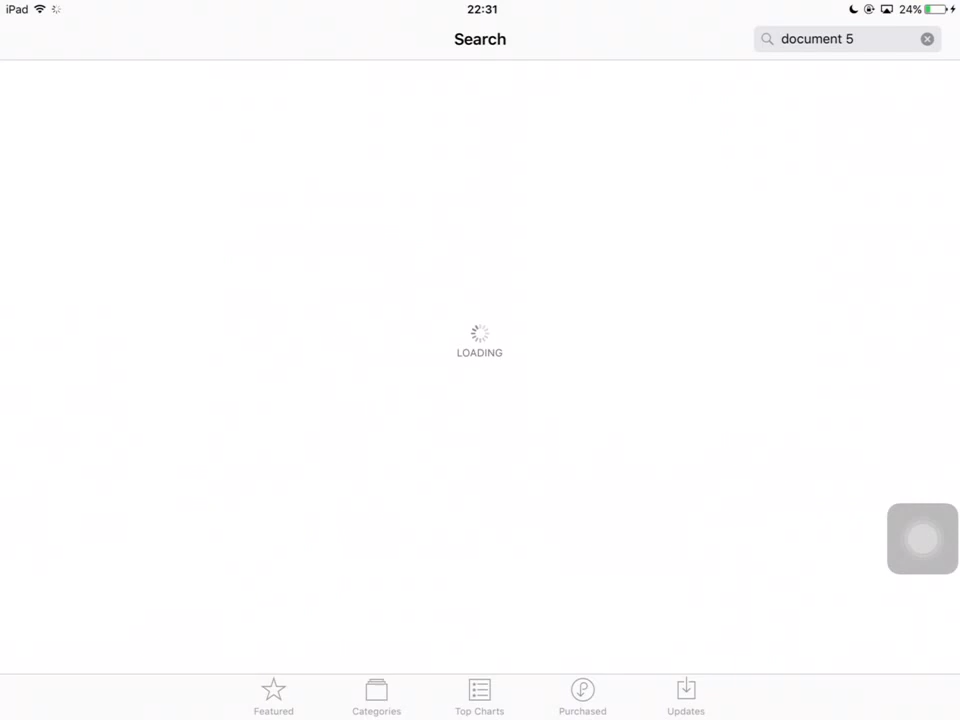 iPad 22:31 24%
Search
document 5
LOADING
Featured Categories Top Charts Purchased Updates